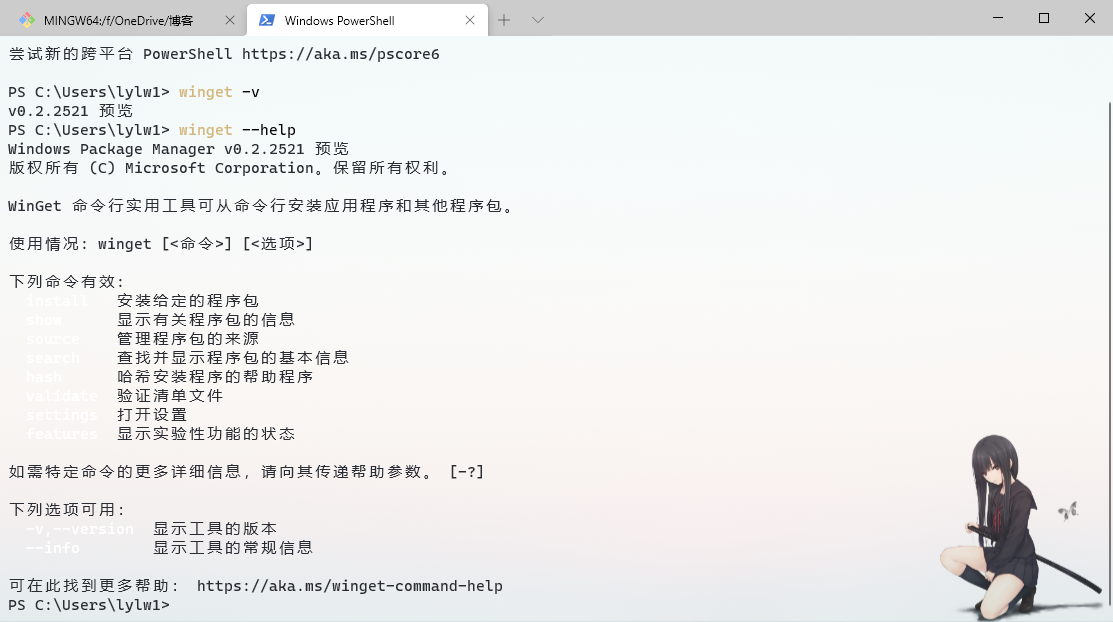 MINGW64:/f/OneDrive/博客
Windows PowerShell
尝试新的跨平台 PowerShell https://aka.ms/pscore6
PS C:\Users\lylw1> winget -v
v0.2.2521 预览
PS C:\Users\lylw1> winget --help
Windows Package Manager v0.2.2521 预览
版权所有 (C) Microsoft Corporation。保留所有权利。
WinGet 命令行实用工具可从命令行安装应用程序和其他程序包。
使用情况: winget [<命令>] [<选项>]
下列命令有效:
install 安装给定的程序包
show 显示有关程序包的信息
source 管理程序包的来源
search 查找并显示程序包的基本信息
hash 哈希安装程序的帮助程序
validate 验证清单文件
settings 打开设置
features 显示实验性功能的状态
如需特定命令的更多详细信息, 请向其传递帮助参数。 [-?]
下列选项可用:
-v,--version 显示工具的版本
--info 显示工具的常规信息
可在此找到更多帮助: https://aka.ms/winget-command-help
PS C:\Users\lylw1>